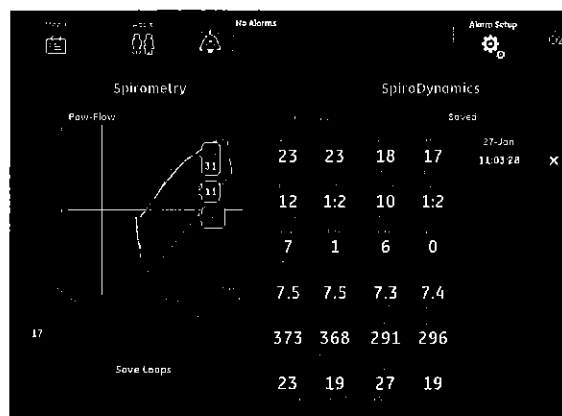 No Alarms
Alarm Setup
Spirometry
SpiroDynamics
Paw-Flow
Saved
27-Jan
11:03:28
31
11
23 23 18 17
12 1:2 10 1:2
7 1 6 0
7.5 7.5 7.3 7.4
373 368 291 296
23 19 27 19
17
Save Loops